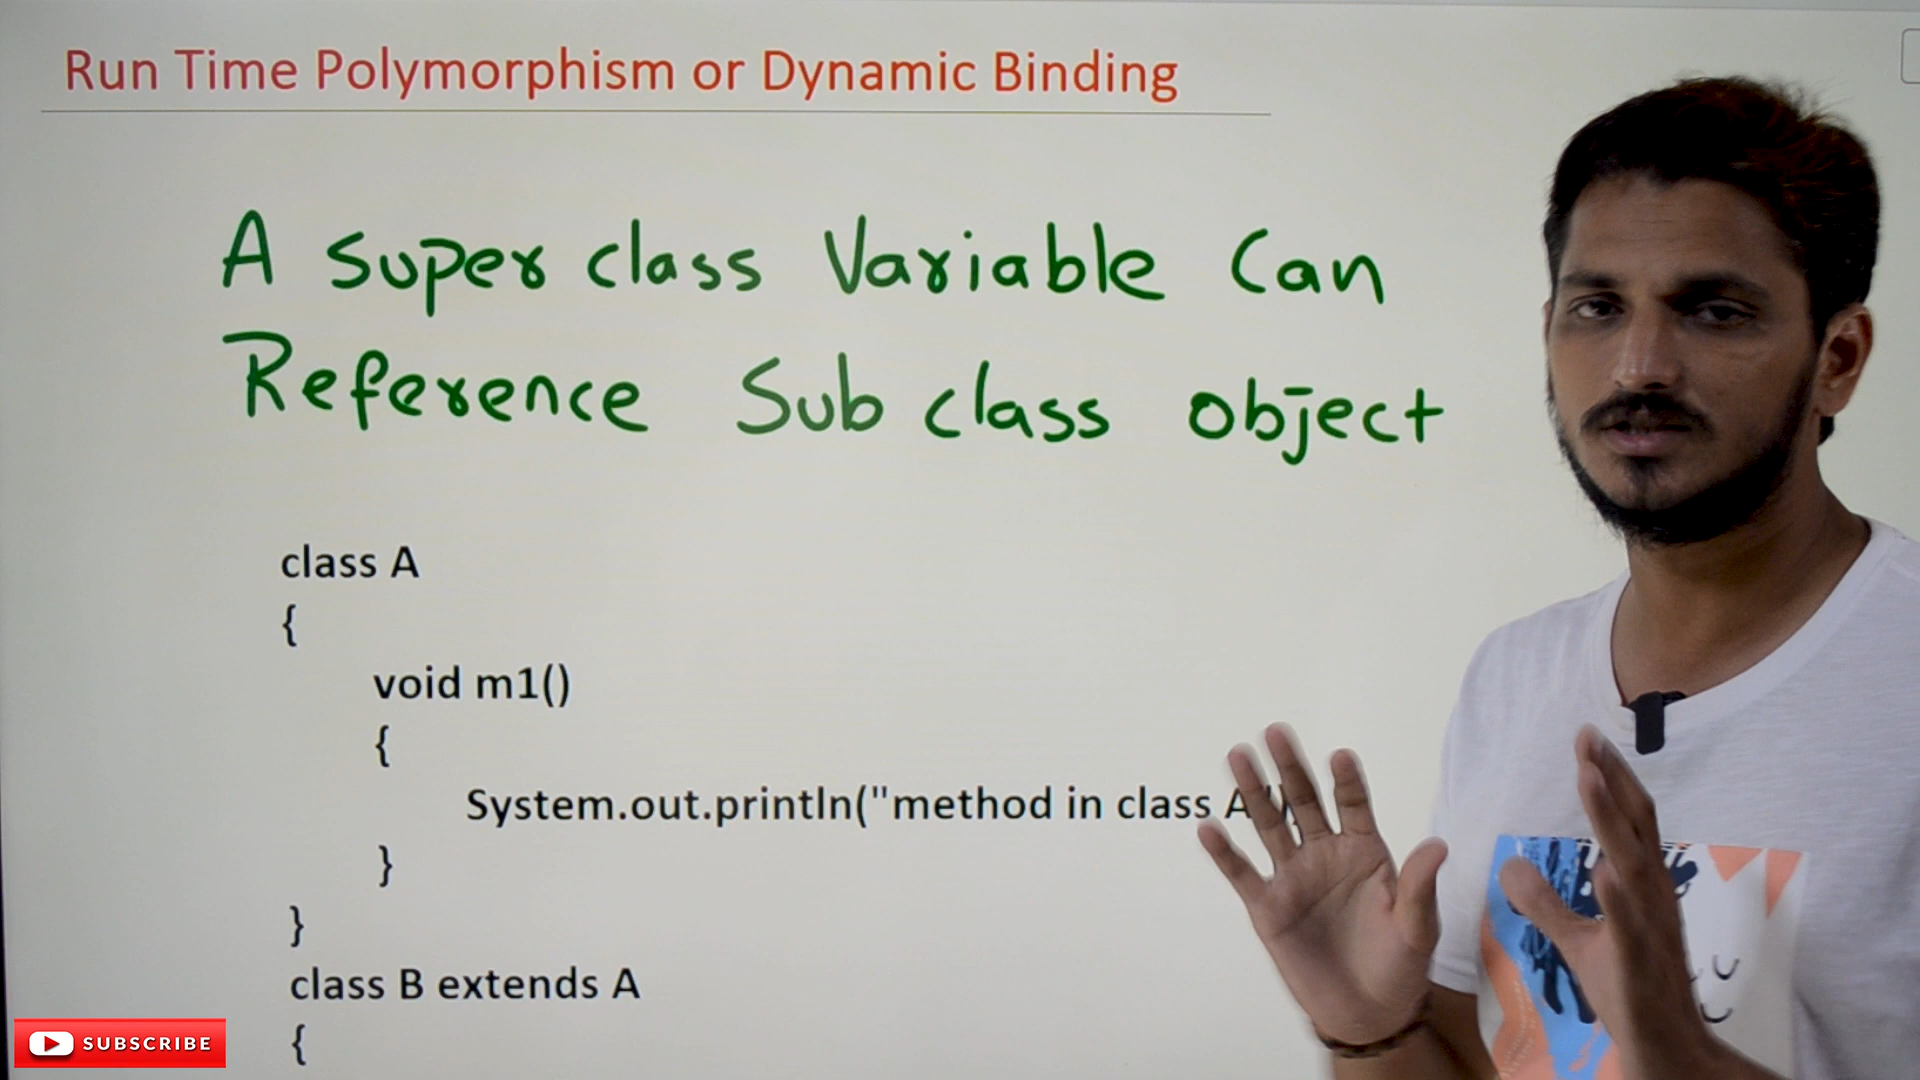 Run Time Polymorphism or Dynamic Binding
A Super class Variable Can
Reference Sub class object
class A
{
void m1()
{
System.out.println("method in class A")
}
}
class B extends A
{
SUBSCRIBE